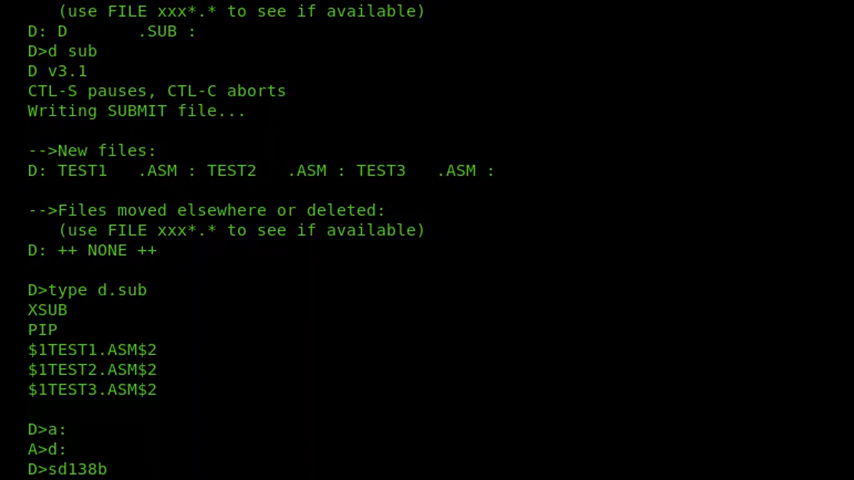 (use FILE xxx*.* to see if available)
D: D       .SUB :
D>d sub
D v3.1
CTL-S pauses, CTL-C aborts
Writing SUBMIT file...
-->New files:
D: TEST1   .ASM : TEST2   .ASM : TEST3   .ASM :
-->Files moved elsewhere or deleted:
(use FILE xxx*.* to see if available)
D: ++ NONE ++
D>type d.sub
XSUB
PIP
$1TEST1.ASM$2
$1TEST2.ASM$2
$1TEST3.ASM$2
D>a:
A>d:
D>sd138b